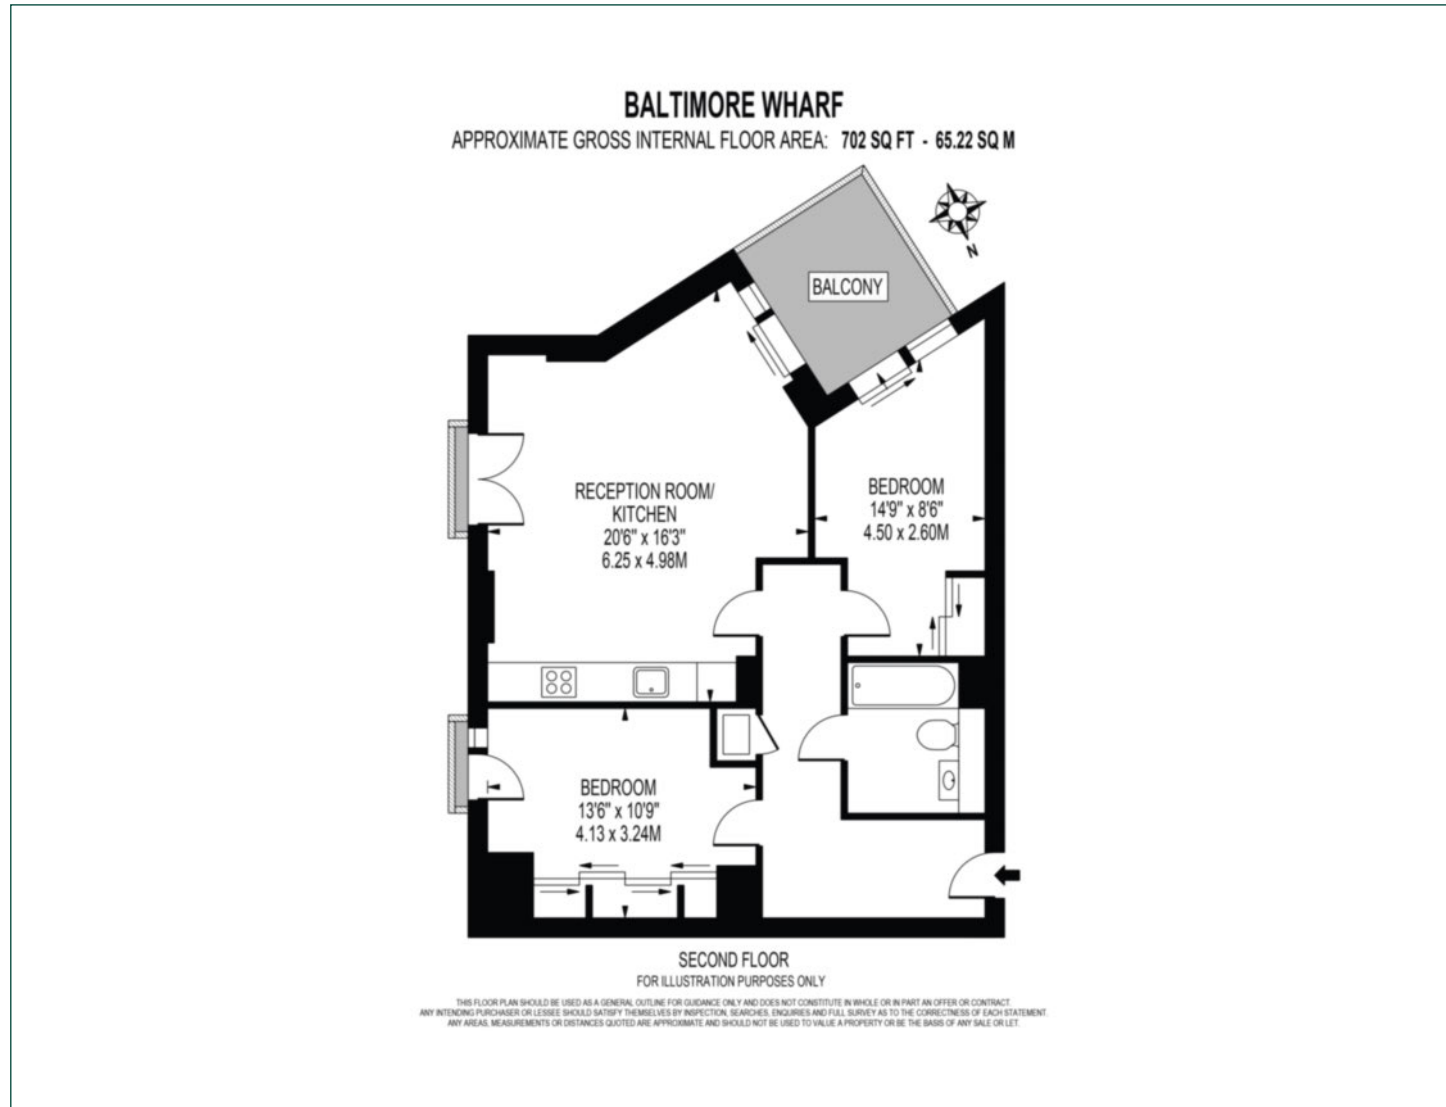 BALTIMORE WHARF
APPROXIMATE GROSS INTERNAL FLOOR AREA: 702 SQ FT - 65.22 SQ M
N
BALCONY
RECEPTION ROOM/
KITCHEN
20'6" x 16'3"
6.25 x 4.98M
BEDROOM
14'9" x 8'6"
4.50 x 2.60M
BEDROOM
13'6" x 10'9"
4.13 x 3.24M
SECOND FLOOR
FOR ILLUSTRATION PURPOSES ONLY
THIS FLOOR PLAN SHOULD BE USED AS A GENERAL OUTLINE FOR GUIDANCE ONLY AND DOES NOT CONSTITUTE IN WHOLE OR IN PART AN OFFER OR CONTRACT.
ANY INTENDING PURCHASER OR LESSEE SHOULD SATISFY THEMSELVES BY INSPECTION, SEARCHES, ENQUIRIES AND FULL SURVEY AS TO THE CORRECTNESS OF EACH STATEMENT.
ANY AREAS, MEASUREMENTS OR DISTANCES QUOTED ARE APPROXIMATE AND SHOULD NOT BE USED TO VALUE A PROPERTY OR BE THE BASIS OF ANY SALE OR LET.